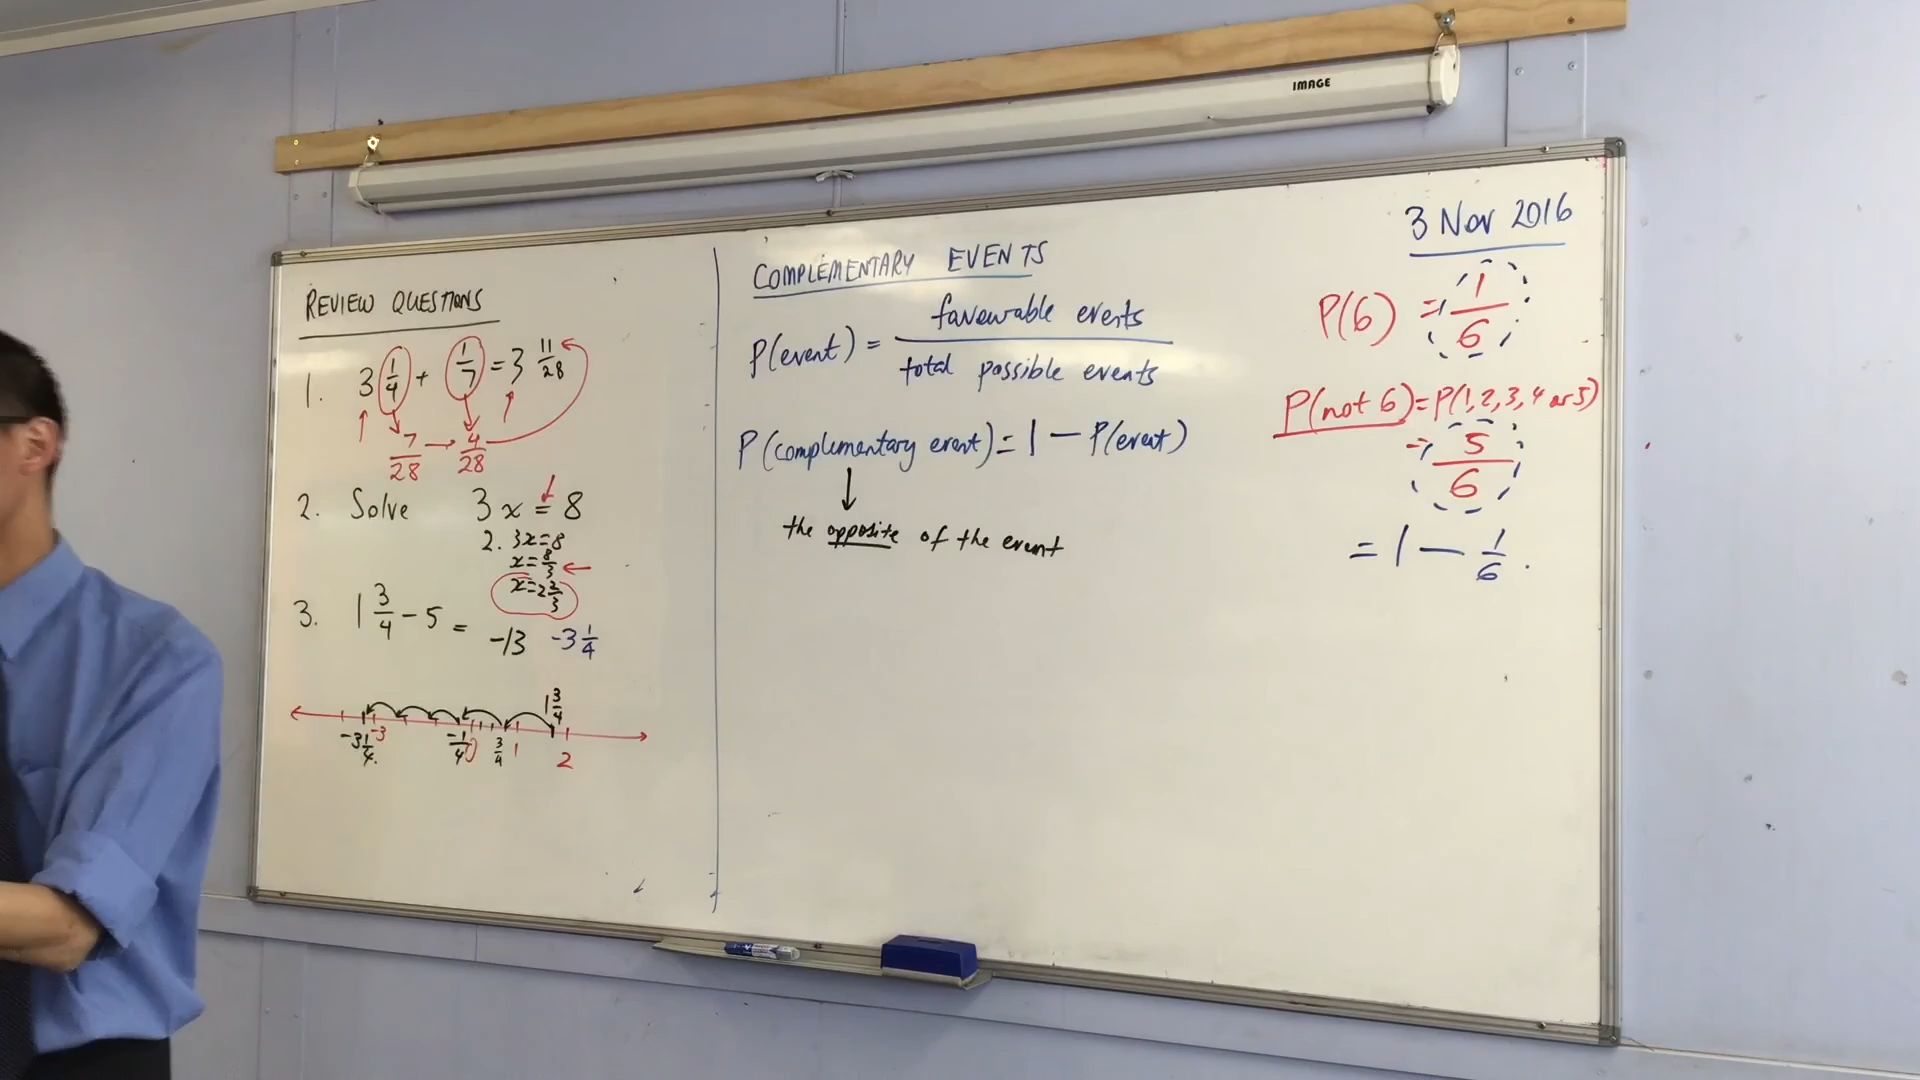 IMAGE
REVIEW QUESTIONS
1. 3 1/4 + 1/7 = 3 11/28
7/28 → 4/28
2. Solve 3x = 8
2. 3x=8
x=8/3
x=2 2/3
3. 1 3/4 - 5 = -13 -3 1/4
1 3/4
-3 1/4 -3 -1/4 0 3/4 1 2
COMPLEMENTARY EVENTS
P(event) = favourable events / total possible events
P(complementary event) = 1 - P(event)
the opposite of the event
3 Nov 2016
P(6) = 1/6
P(not 6) = P(1,2,3,4 or 5)
= 5/6
= 1 - 1/6